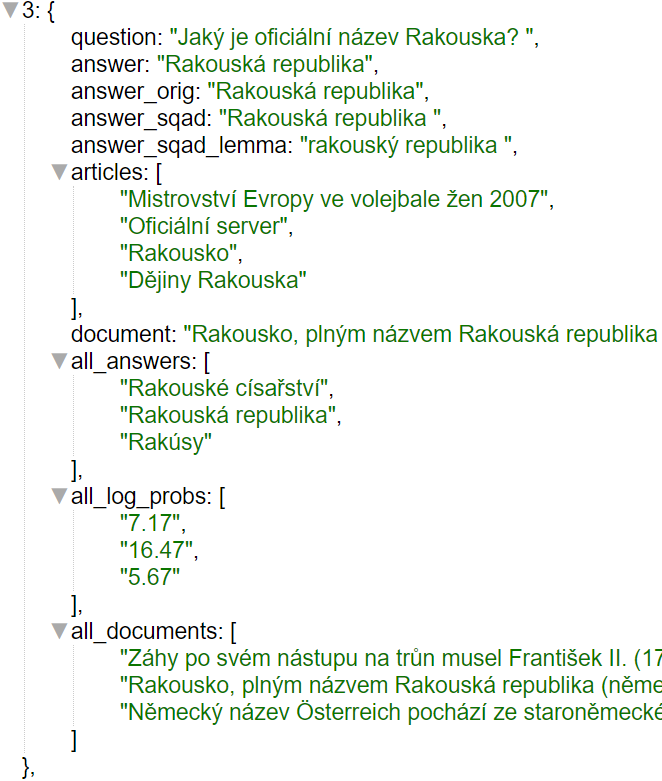 3: {
question: "Jaký je oficiální název Rakouska? ",
answer: "Rakouská republika",
answer_orig: "Rakouská republika",
answer_sqad: "Rakouská republika ",
answer_sqad_lemma: "rakouský republika ",
articles: [
"Mistrovství Evropy ve volejbale žen 2007",
"Oficiální server",
"Rakousko",
"Dějiny Rakouska"
],
document: "Rakousko, plným názvem Rakouská republika
all_answers: [
"Rakouské císařství",
"Rakouská republika",
"Rakúsy"
],
all_log_probs: [
"7.17",
"16.47",
"5.67"
],
all_documents: [
"Záhy po svém nástupu na trůn musel František II. (17
"Rakousko, plným názvem Rakouská republika (něme
"Německý název Österreich pochází ze staroněmecké
]
},